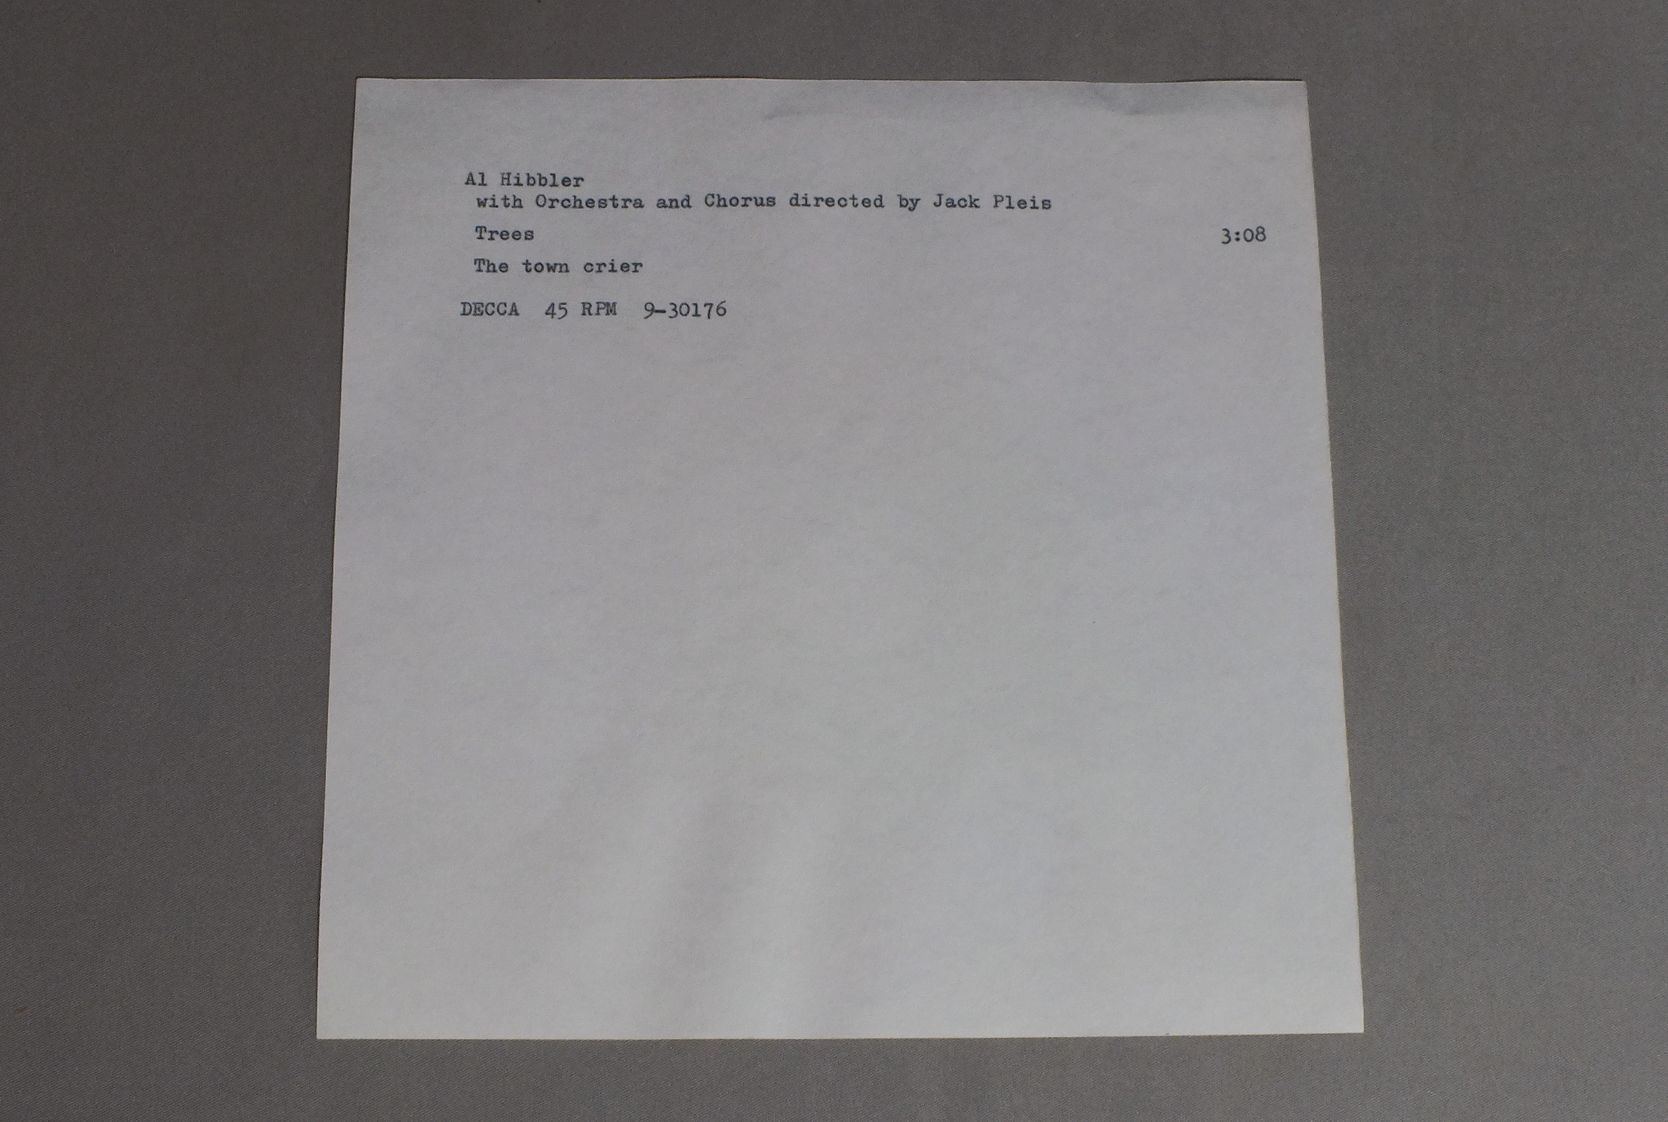 Al Hibbler
with Orchestra and Chorus directed by Jack Pleis
Trees 3:08
The town crier
DECCA 45 RPM 9-30176